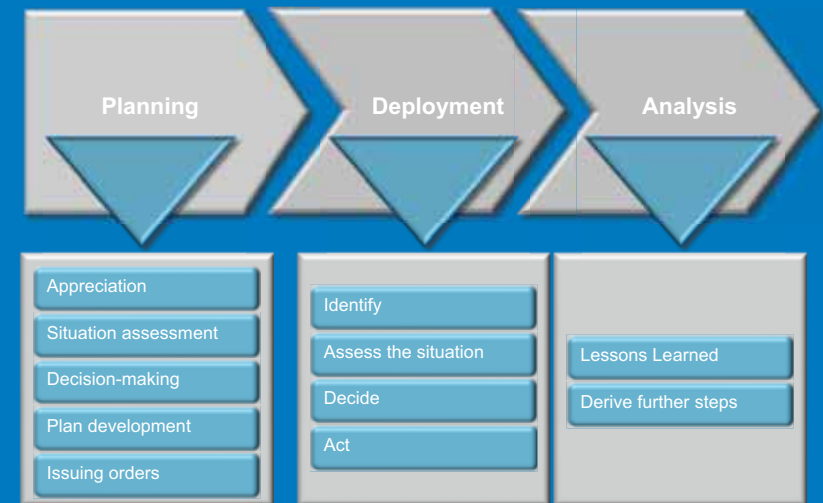 Planning
Deployment
Analysis
Appreciation
Situation assessment
Decision-making
Plan development
Issuing orders
Identify
Assess the situation
Decide
Act
Lessons Learned
Derive further steps